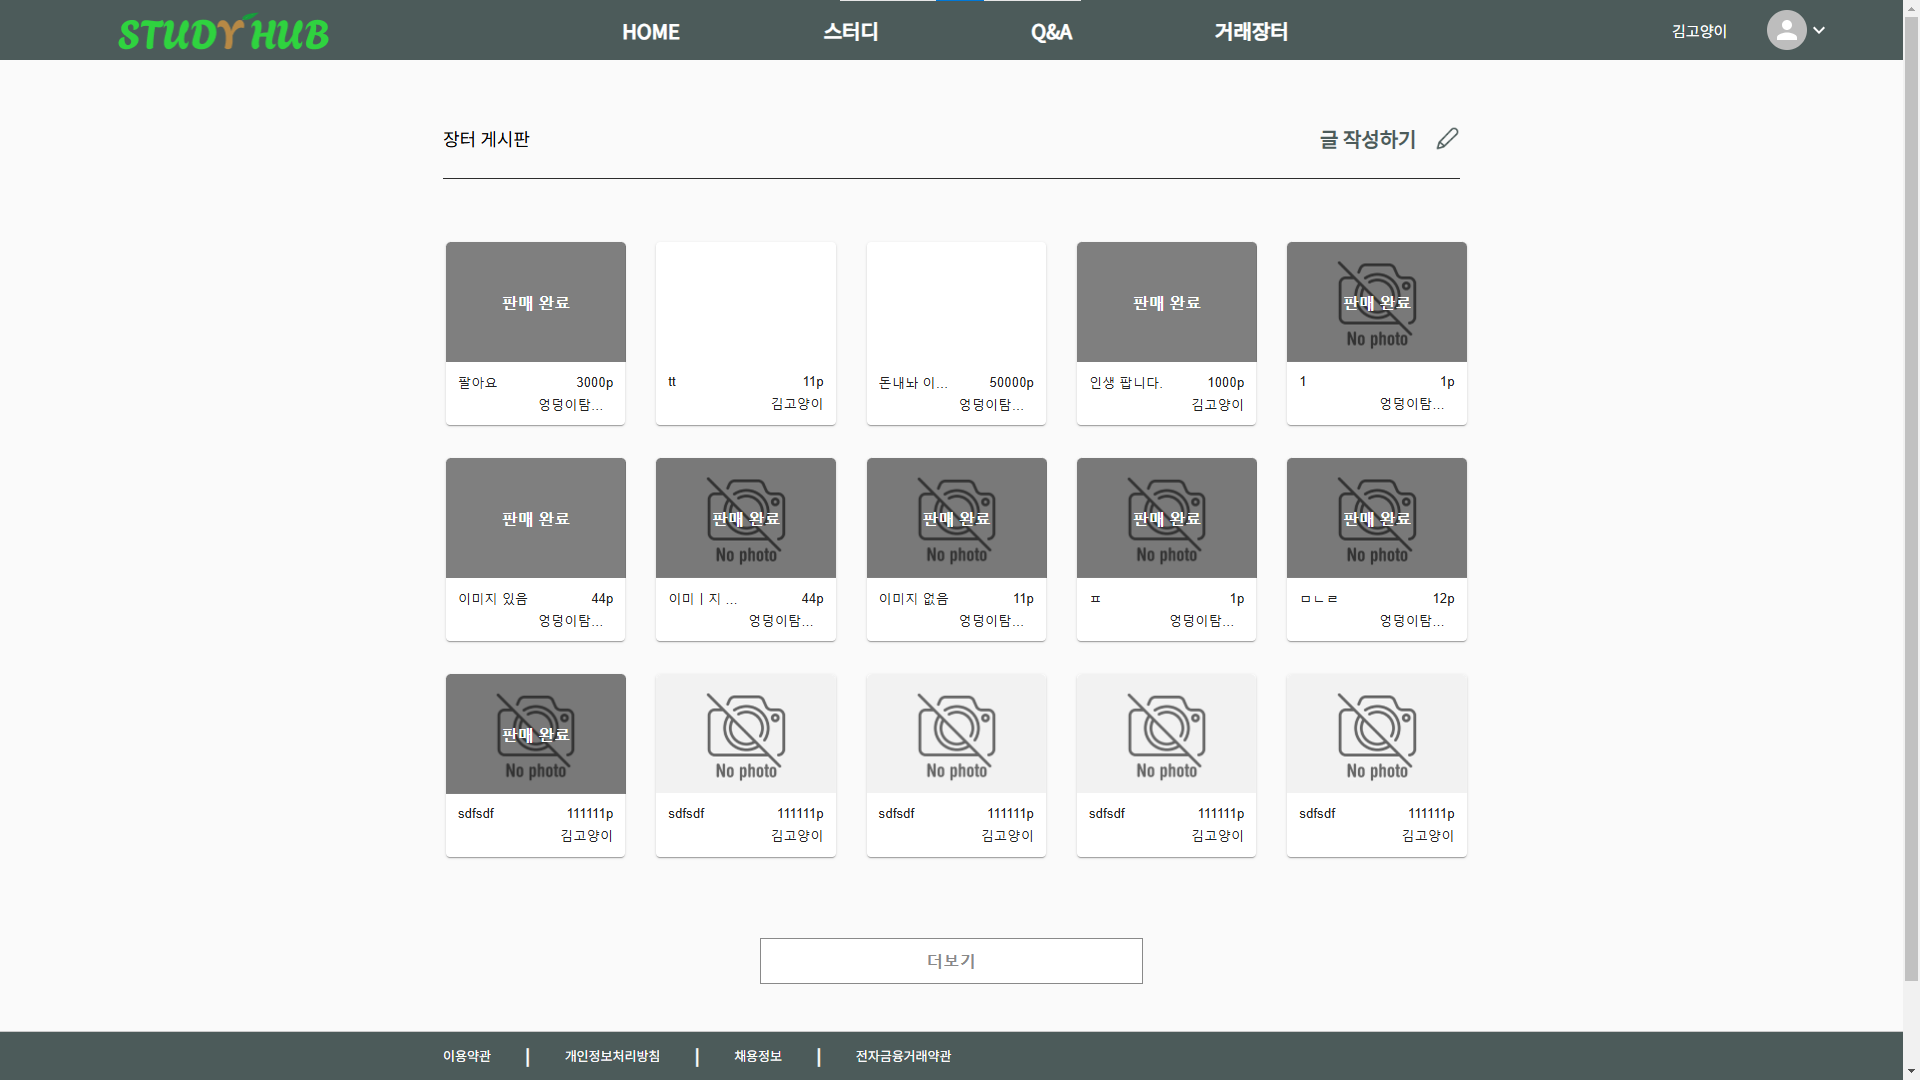 STUDY HUB
HOME
스터디
Q&A
거래장터
김고양이
장터 게시판
글 작성하기
판매 완료
팔아요 3000p
엉덩이탐...
tt 11p
김고양이
돈내놔 이... 50000p
엉덩이탐...
판매 완료
인생 팝니다. 1000p
김고양이
판매 완료
No photo
1 1p
엉덩이탐...
판매 완료
이미지 있음 44p
엉덩이탐...
판매 완료
No photo
이미ㅣ지 ... 44p
엉덩이탐...
판매 완료
No photo
이미지 없음 11p
엉덩이탐...
판매 완료
No photo
ㅍ 1p
엉덩이탐...
판매 완료
No photo
ㅁㄴㄹ 12p
엉덩이탐...
판매 완료
No photo
sdfsdf 111111p
김고양이
No photo
sdfsdf 111111p
김고양이
No photo
sdfsdf 111111p
김고양이
No photo
sdfsdf 111111p
김고양이
No photo
sdfsdf 111111p
김고양이
더보기
이용약관 | 개인정보처리방침 | 채용정보 | 전자금융거래약관